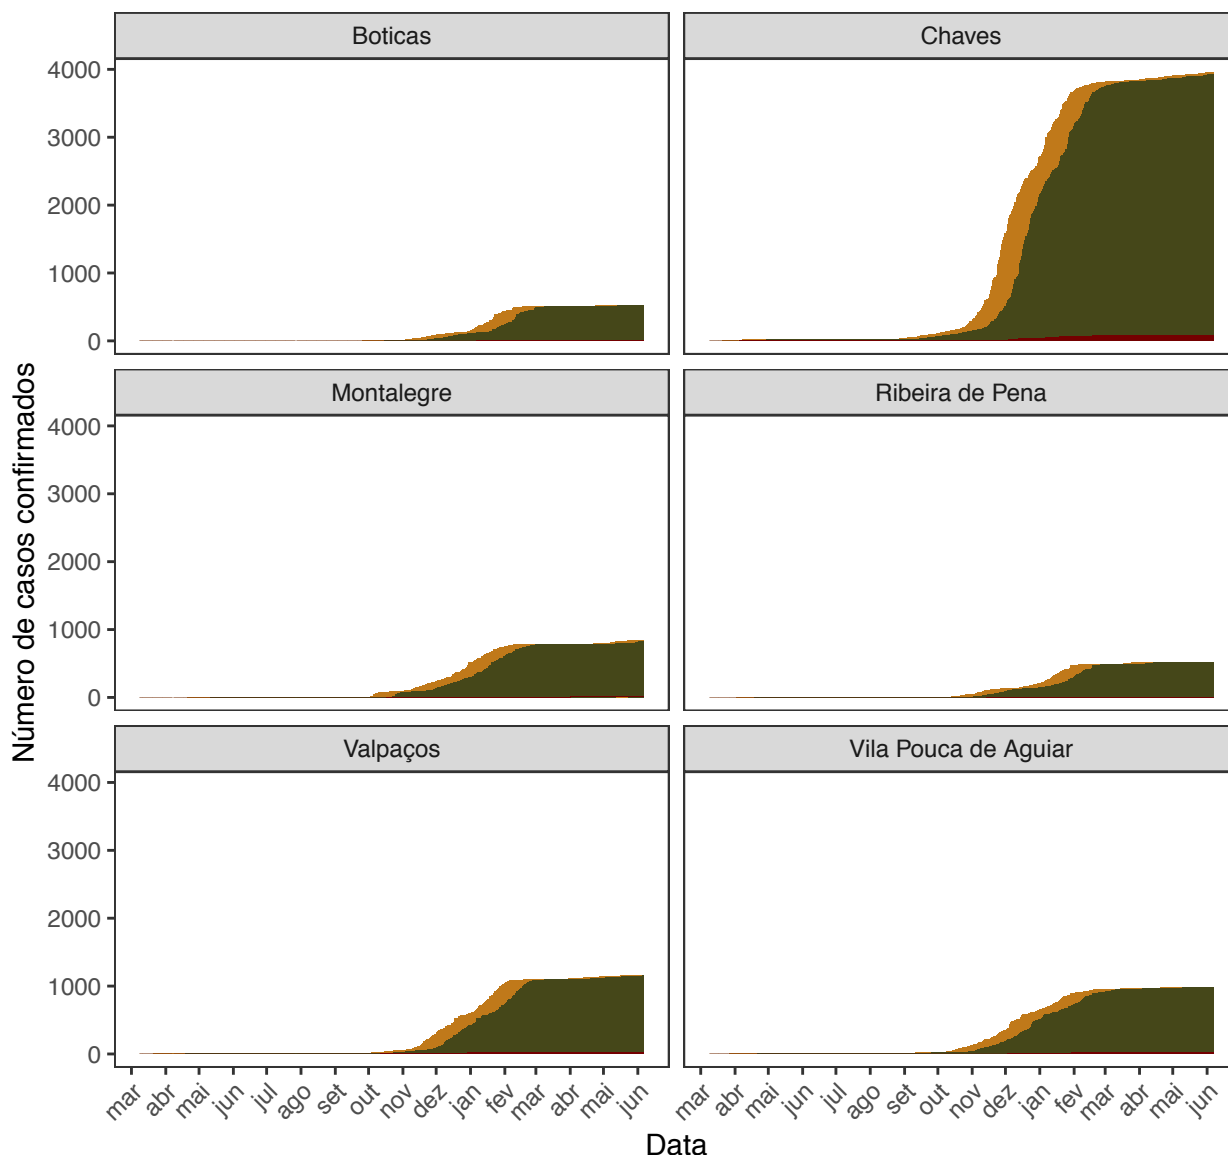 Boticas
Chaves
4000
3000
2000
1000
0
Montalegre
Ribeira de Pena
4000
3000
2000
1000
0
Valpaços
Vila Pouca de Aguiar
4000
3000
2000
1000
0
Número de casos confirmados
mar abr mai jun jul ago set out nov dez jan fev mar abr mai jun
mar abr mai jun jul ago set out nov dez jan fev mar abr mai jun
Data